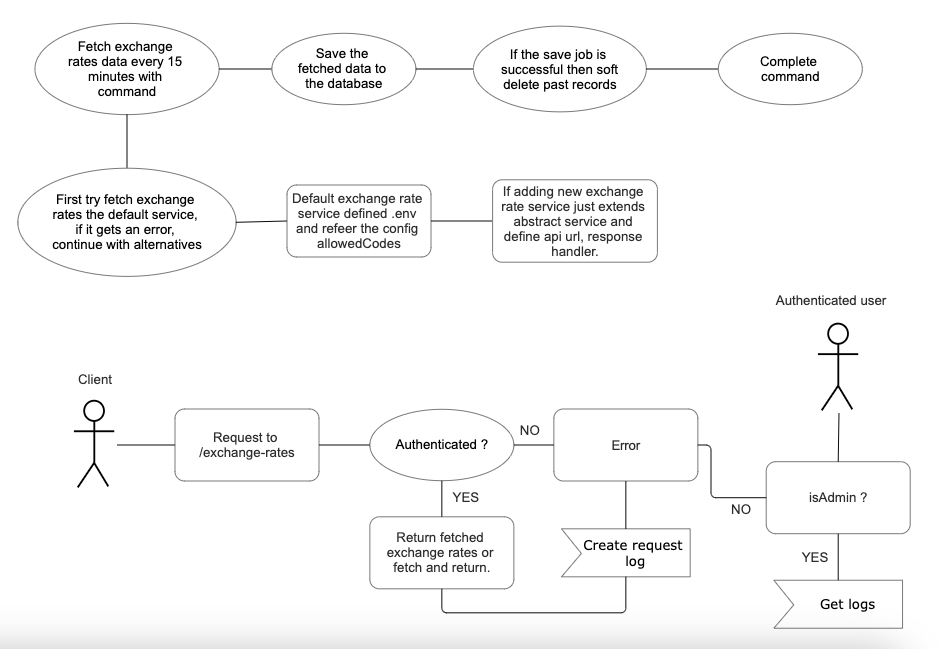 Fetch exchange
rates data every 15
minutes with
command
Save the
fetched data to
the database
If the save job is
successful then soft
delete past records
Complete
command
First try fetch exchange
rates the default service,
if it gets an error,
continue with alternatives
Default exchange rate
service defined .env
and refeer the config
allowedCodes
If adding new exchange
rate service just extends
abstract service and
define api url, response
handler.
Authenticated user
Client
Request to
/exchange-rates
Authenticated ?
NO
Error
YES
Return fetched
exchange rates or
fetch and return.
Create request
log
isAdmin ?
NO
YES
Get logs